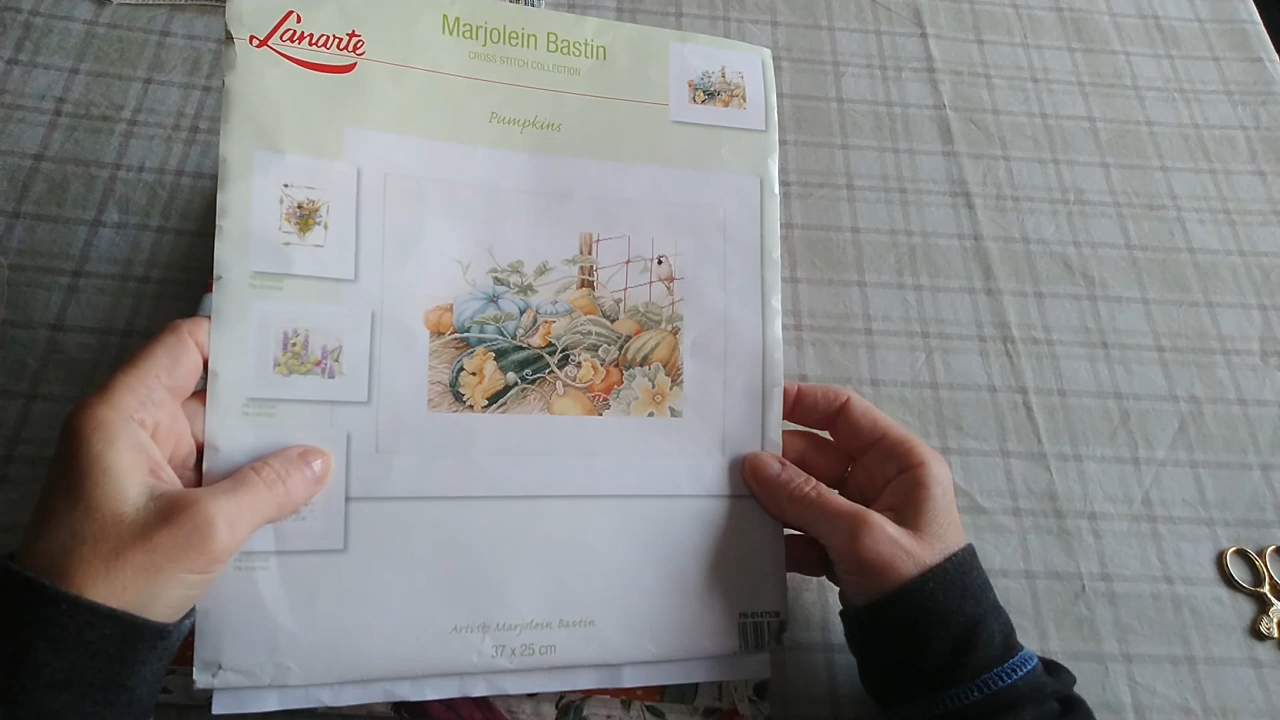 Lanarte
Marjolein Bastin
CROSS STITCH COLLECTION
Pumpkins
Artist: Marjolein Bastin
37 x 25 cm